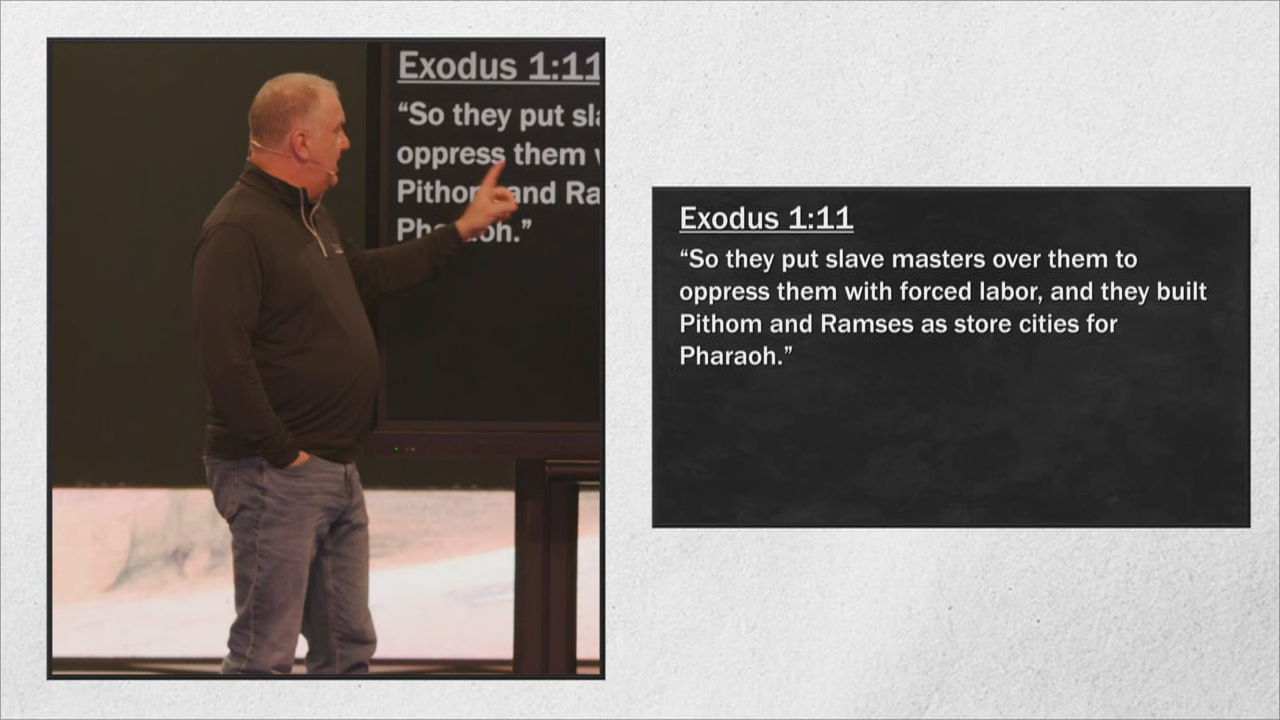 Exodus 1:11
“So they put sla
oppress them
Pithom and Ra
Pharaoh.”
Exodus 1:11
“So they put slave masters over them to
oppress them with forced labor, and they built
Pithom and Ramses as store cities for
Pharaoh.”